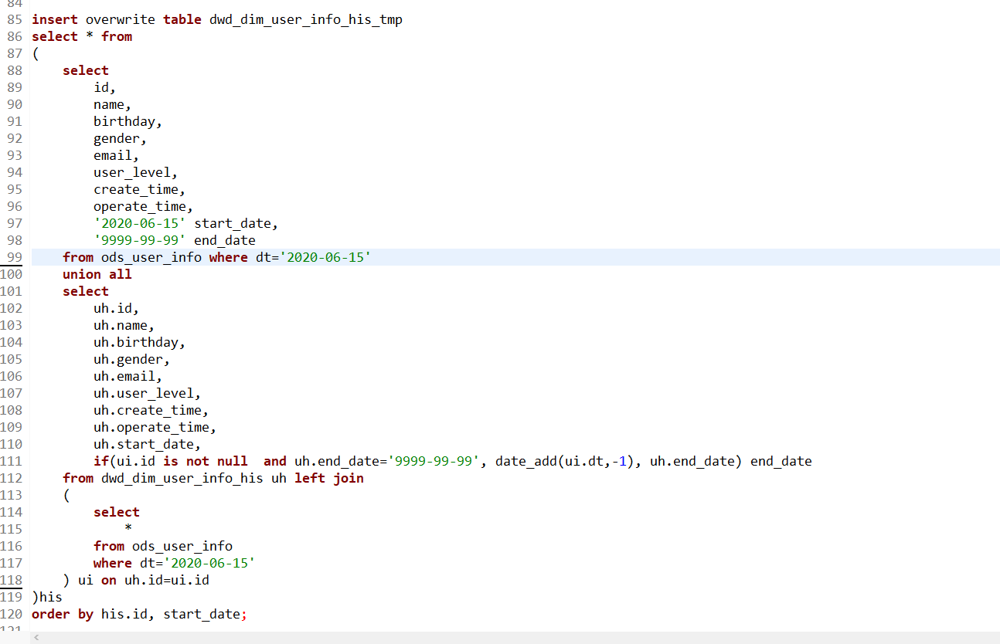 84
85 insert overwrite table dwd_dim_user_info_his_tmp
86 select * from
87 (
88     select
89         id,
90         name,
91         birthday,
92         gender,
93         email,
94         user_level,
95         create_time,
96         operate_time,
97         '2020-06-15' start_date,
98         '9999-99-99' end_date
99     from ods_user_info where dt='2020-06-15'
100     union all
101     select
102         uh.id,
103         uh.name,
104         uh.birthday,
105         uh.gender,
106         uh.email,
107         uh.user_level,
108         uh.create_time,
109         uh.operate_time,
110         uh.start_date,
111         if(ui.id is not null  and uh.end_date='9999-99-99', date_add(ui.dt,-1), uh.end_date) end_date
112     from dwd_dim_user_info_his uh left join
113     (
114         select
115             *
116         from ods_user_info
117         where dt='2020-06-15'
118     ) ui on uh.id=ui.id
119 )his
120 order by his.id, start_date;
121